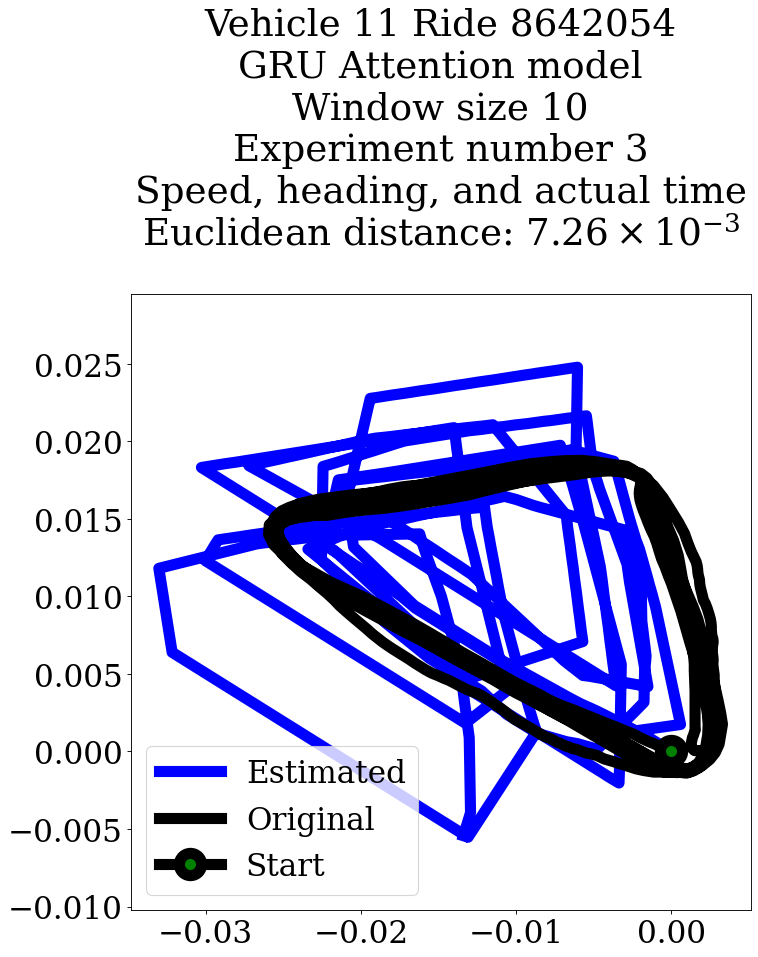 Vehicle 11 Ride 8642054
GRU Attention model
Window size 10
Experiment number 3
Speed, heading, and actual time
Euclidean distance: 7.26 × 10⁻³
0.025
0.020
0.015
0.010
0.005
0.000
−0.005
−0.010
Estimated
Original
Start
−0.03
−0.02
−0.01
0.00